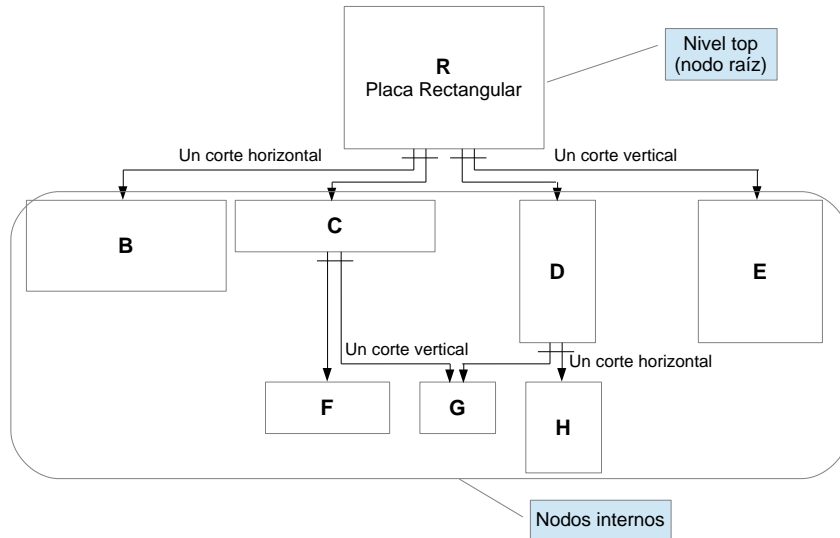 R
Placa Rectangular
Nivel top
(nodo raíz)
Un corte horizontal
Un corte vertical
B
C
D
E
Un corte vertical
Un corte horizontal
F
G
H
Nodos internos